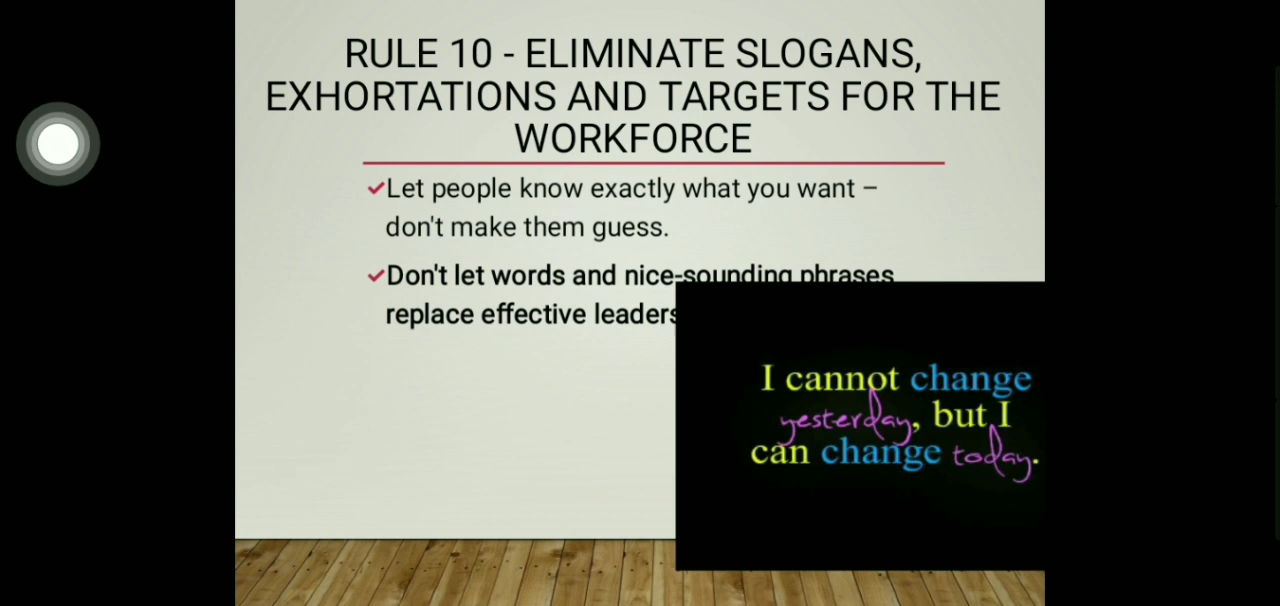 RULE 10 - ELIMINATE SLOGANS,
EXHORTATIONS AND TARGETS FOR THE
WORKFORCE
✓Let people know exactly what you want –
don't make them guess.
✓Don't let words and nice-sounding phrases
replace effective
I cannot change
yesterday, but I
can change today.